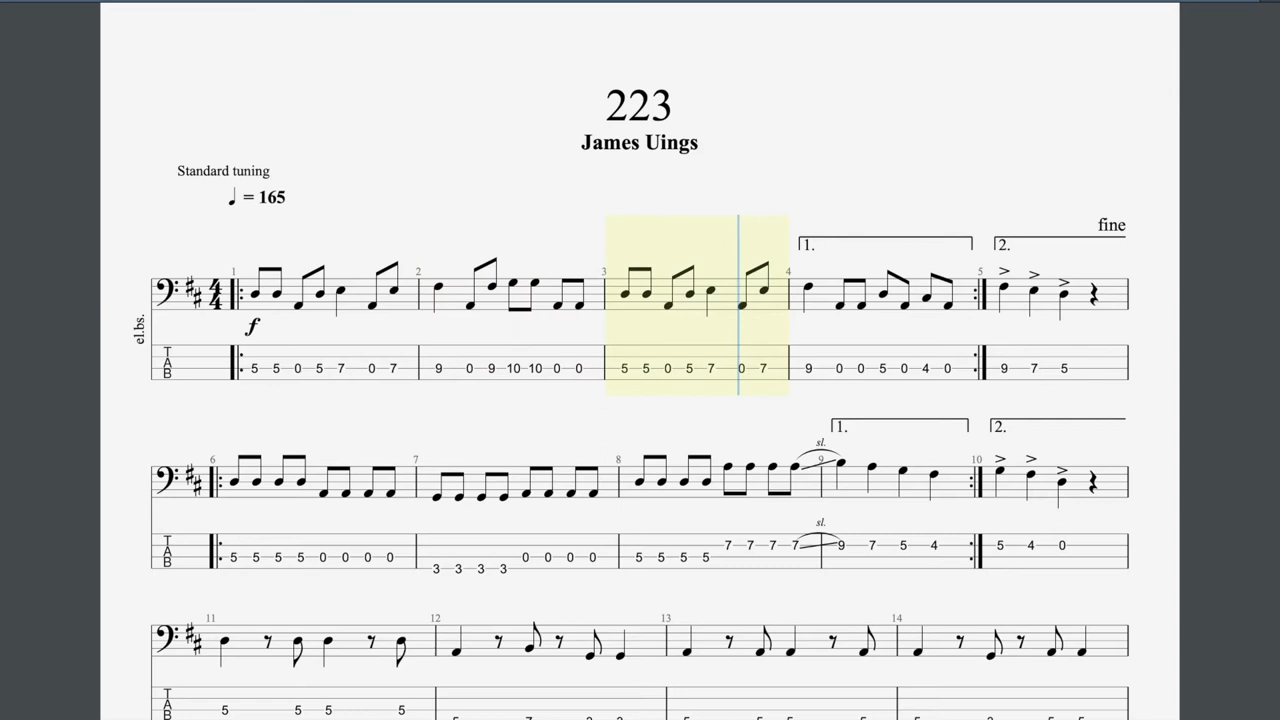 223
James Uings
Standard tuning
♩ = 165
fine
1. 2.
1 2 3 4 5
4 4
f
el.bs.
T A B
5 5 0 5 7 0 7 9 0 9 10 10 0 0 5 5 0 5 7 0 7 9 0 0 5 0 4 0 9 7 5
sl. 1. 2.
6 7 8 9 10
sl.
T A B
5 5 5 5 0 0 0 0 3 3 3 3 0 0 0 0 5 5 5 5 7 7 7 7 9 7 5 4 5 4 0
11 12 13 14
T A B
5 5 5 5